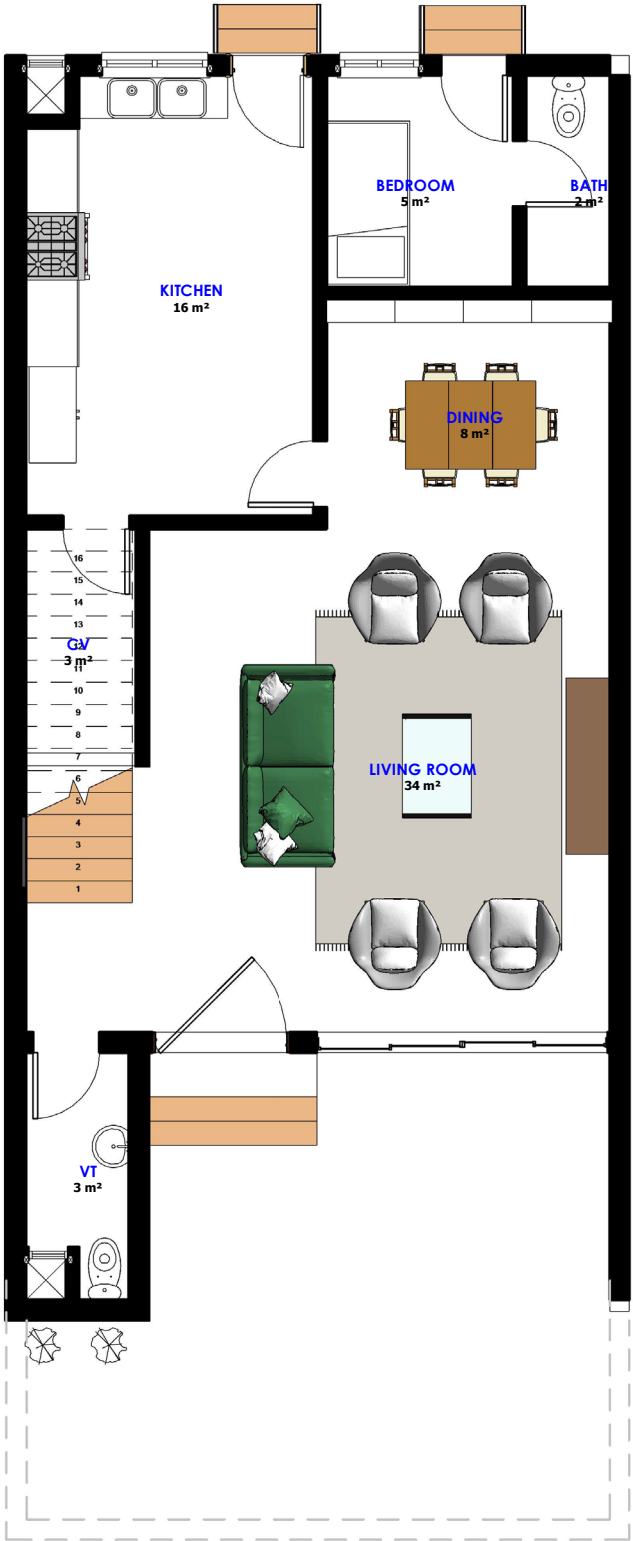 BEDROOM
5 m²
BATH
2 m²
KITCHEN
16 m²
DINING
8 m²
16
15
14
13
12
GV
3 m²
11
10
9
8
7
6
5
4
3
2
1
LIVING ROOM
34 m²
VT
3 m²